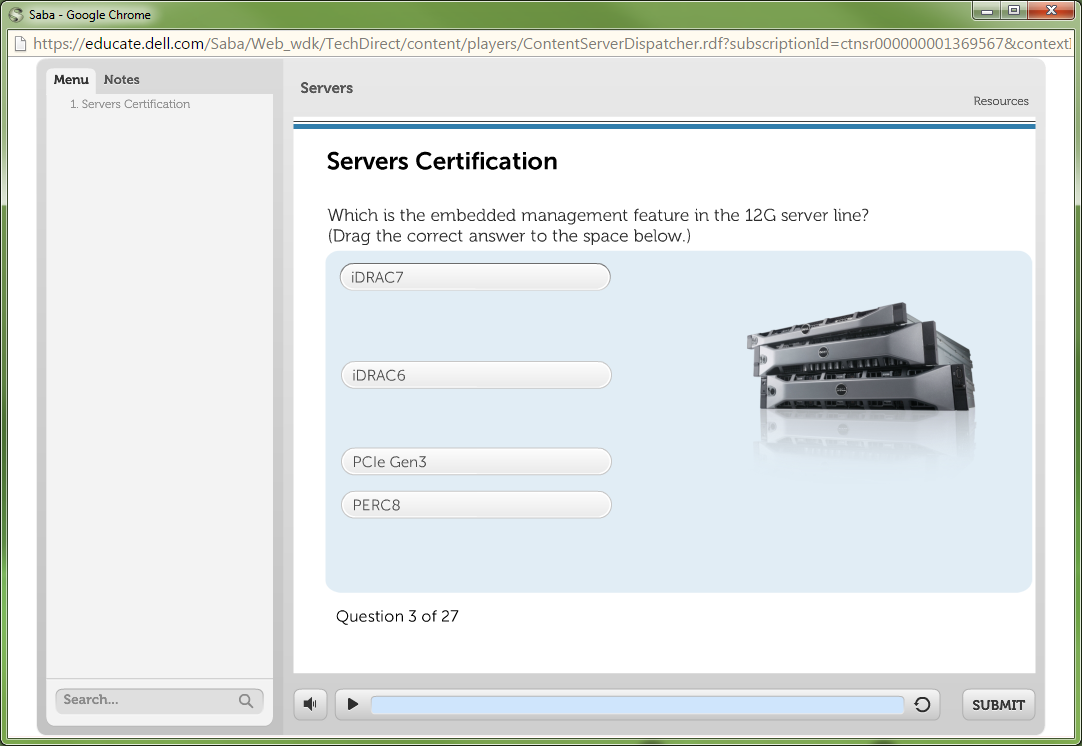 Saba - Google Chrome
https://educate.dell.com/Saba/Web_wdk/TechDirect/content/players/ContentServerDispatcher.rdf?subscriptionId=ctnsr000000001369567&context
Menu
Notes
1. Servers Certification
Servers
Resources
Servers Certification
Which is the embedded management feature in the 12G server line?
(Drag the correct answer to the space below.)
iDRAC7
iDRAC6
PCIe Gen3
PERC8
Question 3 of 27
Search...
SUBMIT